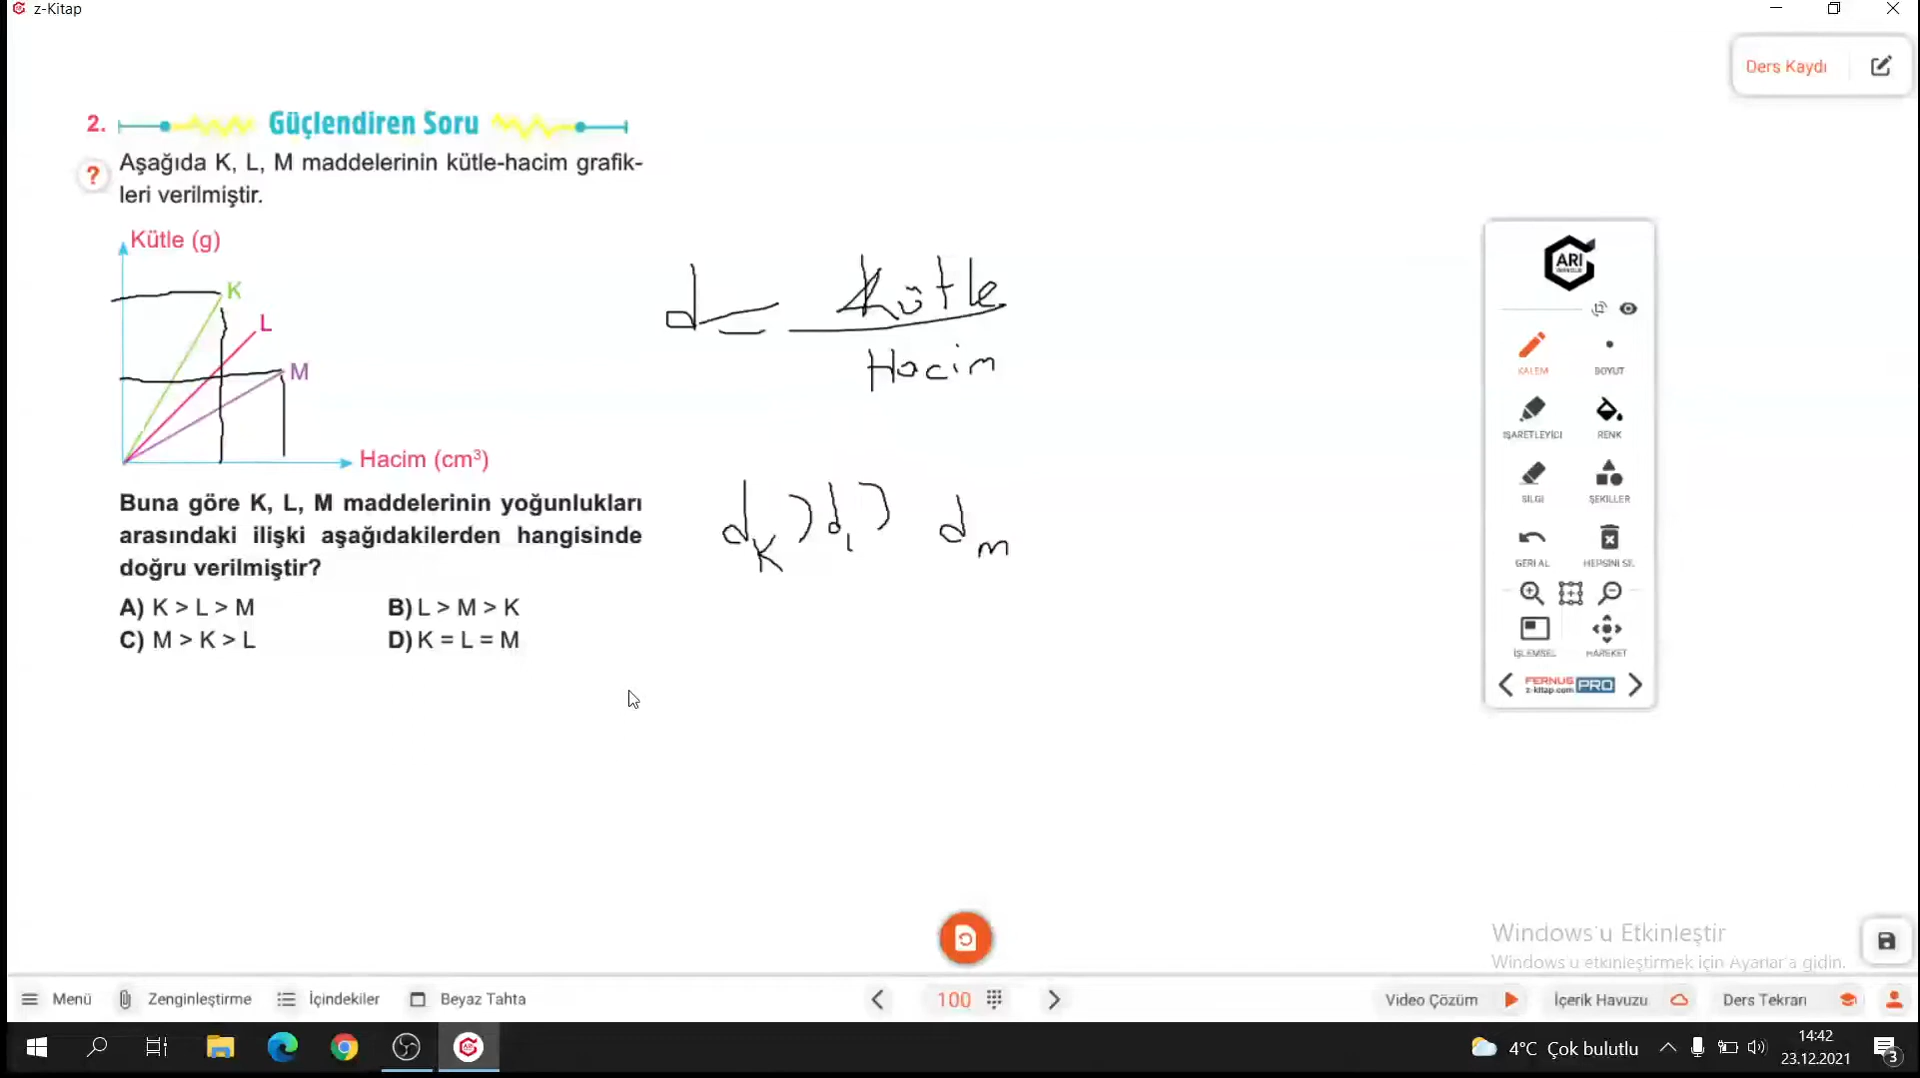 z-Kitap
Ders Kaydı
2. Güçlendiren Soru
? Aşağıda K, L, M maddelerinin kütle-hacim grafik-
leri verilmiştir.
Kütle (g)
K
L
M
Hacim (cm³)
d = Kütle
Hacim
dK > dL > dm
Buna göre K, L, M maddelerinin yoğunlukları
arasındaki ilişki aşağıdakilerden hangisinde
doğru verilmiştir?
A) K > L > M
B) L > M > K
C) M > K > L
D) K = L = M
ARI
KALEM
BOYUT
İŞARETLEYİCİ
RENK
SİLGİ
ŞEKİLLER
GERİ AL
HEPSİNİ SİL
İŞLEMSEL
HAREKET
FERNUS
z-kitap.com PRO
Windows'u Etkinleştir
Windows'u etkinleştirmek için Ayarlar'a gidin.
Menü
Zenginleştirme
İçindekiler
Beyaz Tahta
100
Video Çözüm
İçerik Havuzu
Ders Tekrarı
4°C Çok bulutlu
14:42
23.12.2021
3